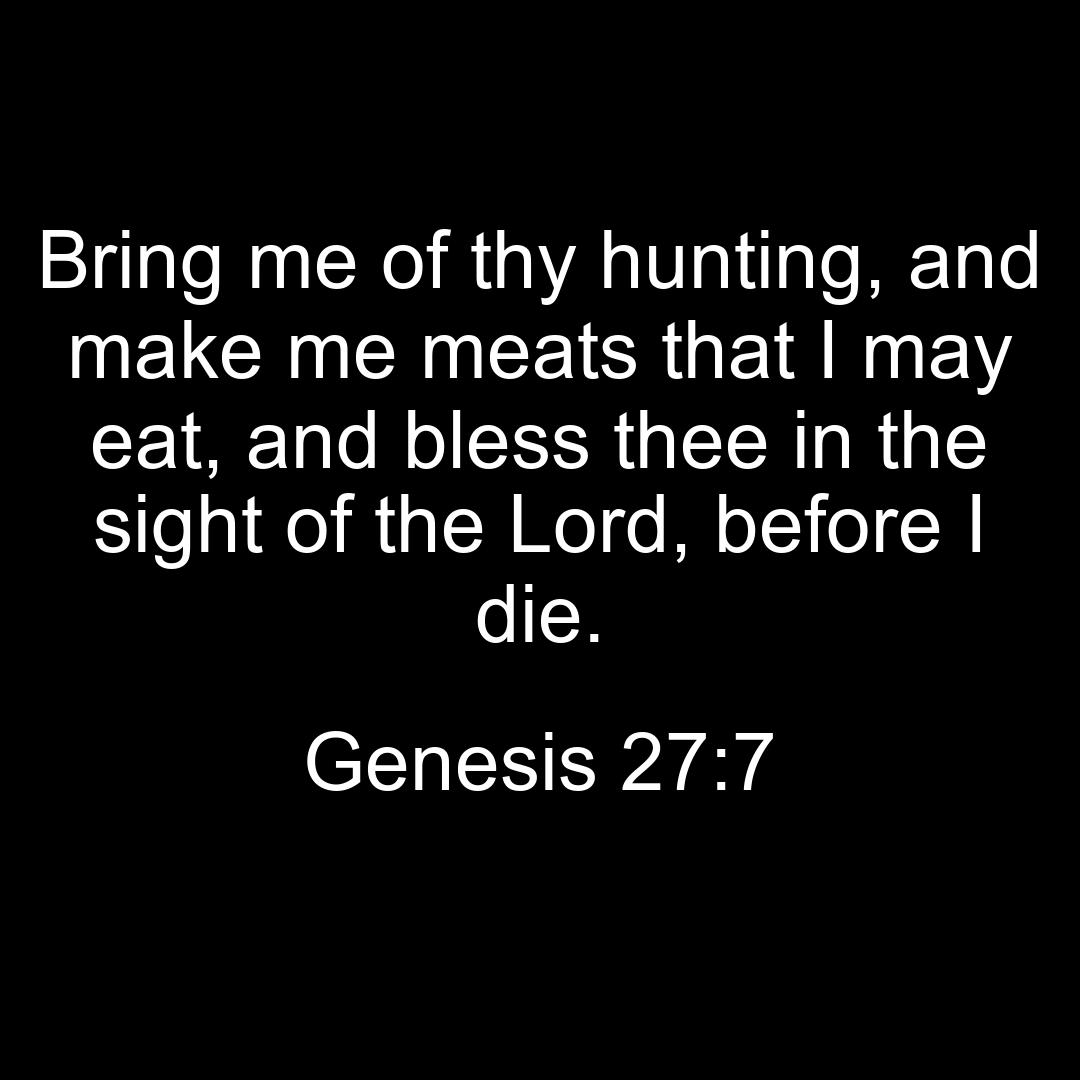 Bring me of thy hunting, and
make me meats that I may
eat, and bless thee in the
sight of the Lord, before I
die.
Genesis 27:7